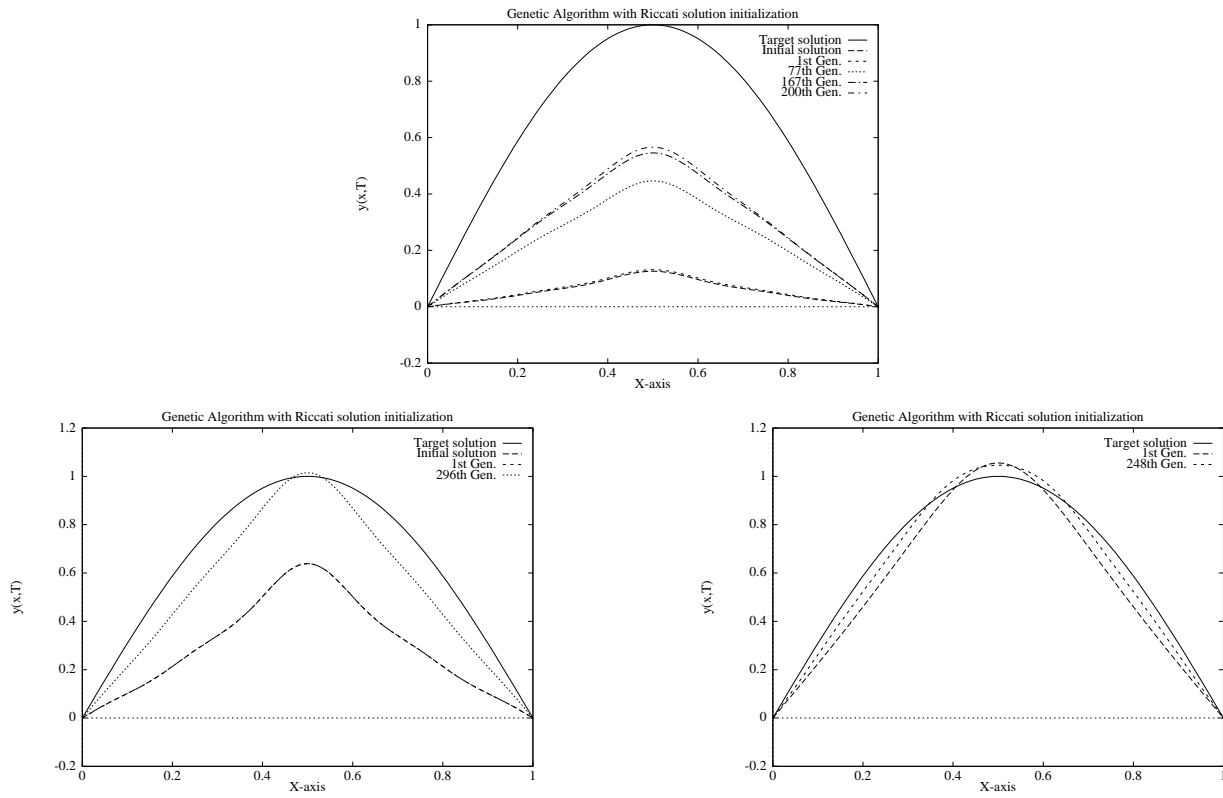 Genetic Algorithm with Riccati solution initialization
1
Target solution
Initial solution
1st Gen.
77th Gen.
167th Gen.
200th Gen.
0.8
0.6
0.4
0.2
0
-0.2
y(x,T)
0 0.2 0.4 0.6 0.8 1
X-axis
Genetic Algorithm with Riccati solution initialization
1.2
Target solution
Initial solution
1st Gen.
296th Gen.
1
0.8
0.6
0.4
0.2
0
-0.2
y(x,T)
0 0.2 0.4 0.6 0.8 1
X-axis
Genetic Algorithm with Riccati solution initialization
1.2
Target solution
1st Gen.
248th Gen.
1
0.8
0.6
0.4
0.2
0
-0.2
y(x,T)
0 0.2 0.4 0.6 0.8 1
X-axis